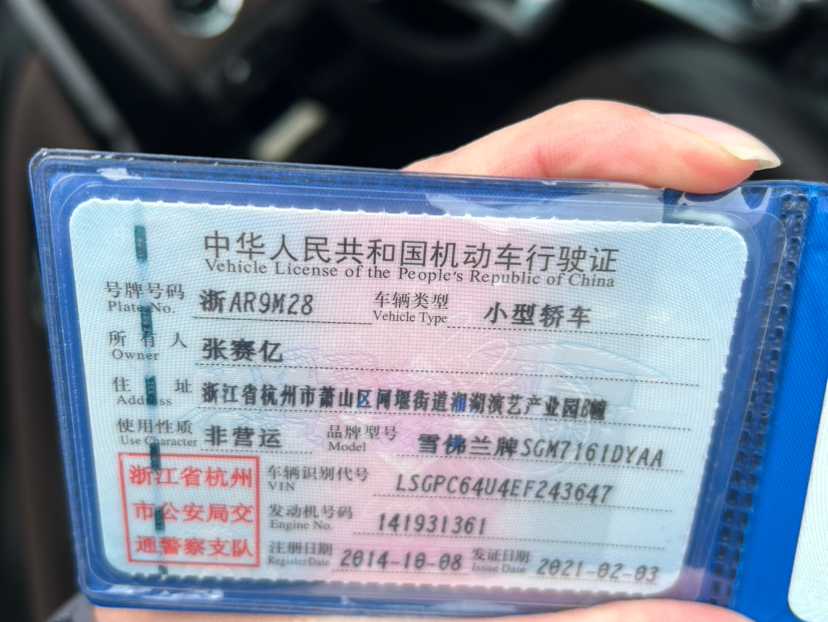 中华人民共和国机动车行驶证
Vehicle License of the People's Republic of China
号牌号码 浙AR9M28 车辆类型 小型轿车
Plate No. Vehicle Type
所有人 张赛亿
Owner
住址 浙江省杭州市萧山区闻堰街道湘湖演艺产业园B幢
Address
使用性质 非营运 品牌型号 雪佛兰牌SGM7161DYAA
Use Character Model
浙江省杭州
市公安局交
通警察支队
车辆识别代号 LSGPC64U4EF243647
VIN
发动机号码 141931361
Engine No.
注册日期 2014-10-08 发证日期 2021-02-03
Register Date Issue Date